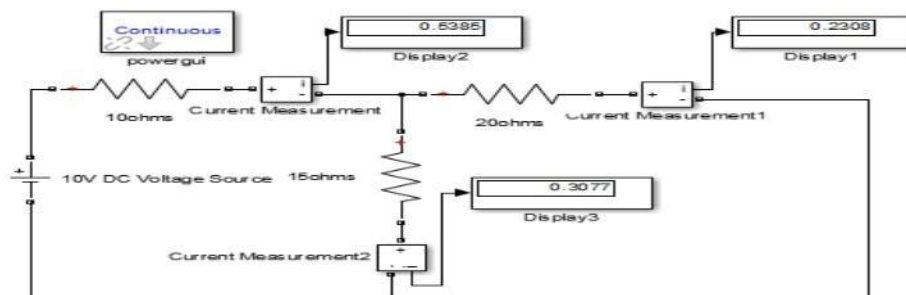 Continuous
powergui
0.5385
Display2
0.2308
Display1
10ohms
Current Measurement
20ohms
Current Measurement1
10V DC Voltage Source
15ohms
0.3077
Display3
Current Measurement2